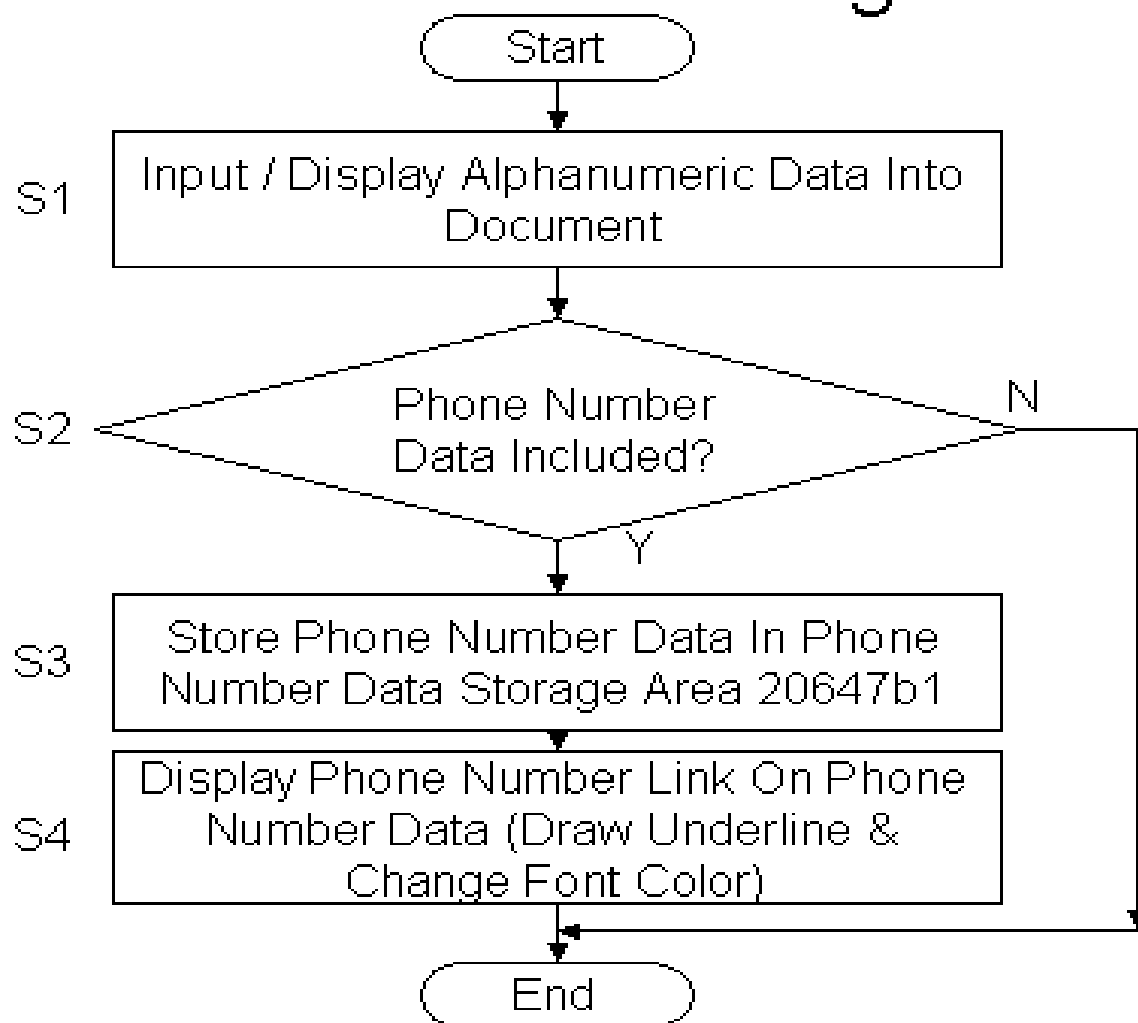 Start
S1
Input / Display Alphanumeric Data Into
Document
S2
Phone Number
Data Included?
N
Y
S3
Store Phone Number Data In Phone
Number Data Storage Area 20647b1
S4
Display Phone Number Link On Phone
Number Data (Draw Underline &
Change Font Color)
End